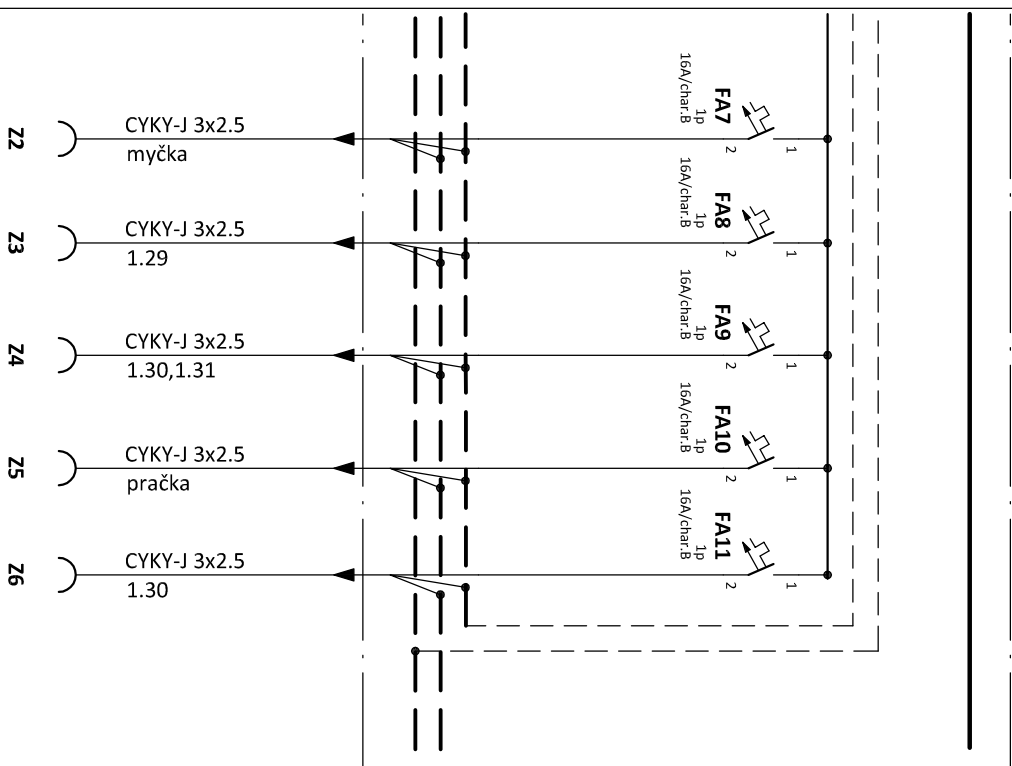 Z2
CYKY-J 3x2.5
myčka
FA7
1p
16A/char.B
1
2
Z3
CYKY-J 3x2.5
1.29
FA8
1p
16A/char.B
1
2
Z4
CYKY-J 3x2.5
1.30,1.31
FA9
1p
16A/char.B
1
2
Z5
CYKY-J 3x2.5
pračka
FA10
1p
16A/char.B
1
2
Z6
CYKY-J 3x2.5
1.30
FA11
1p
16A/char.B
1
2